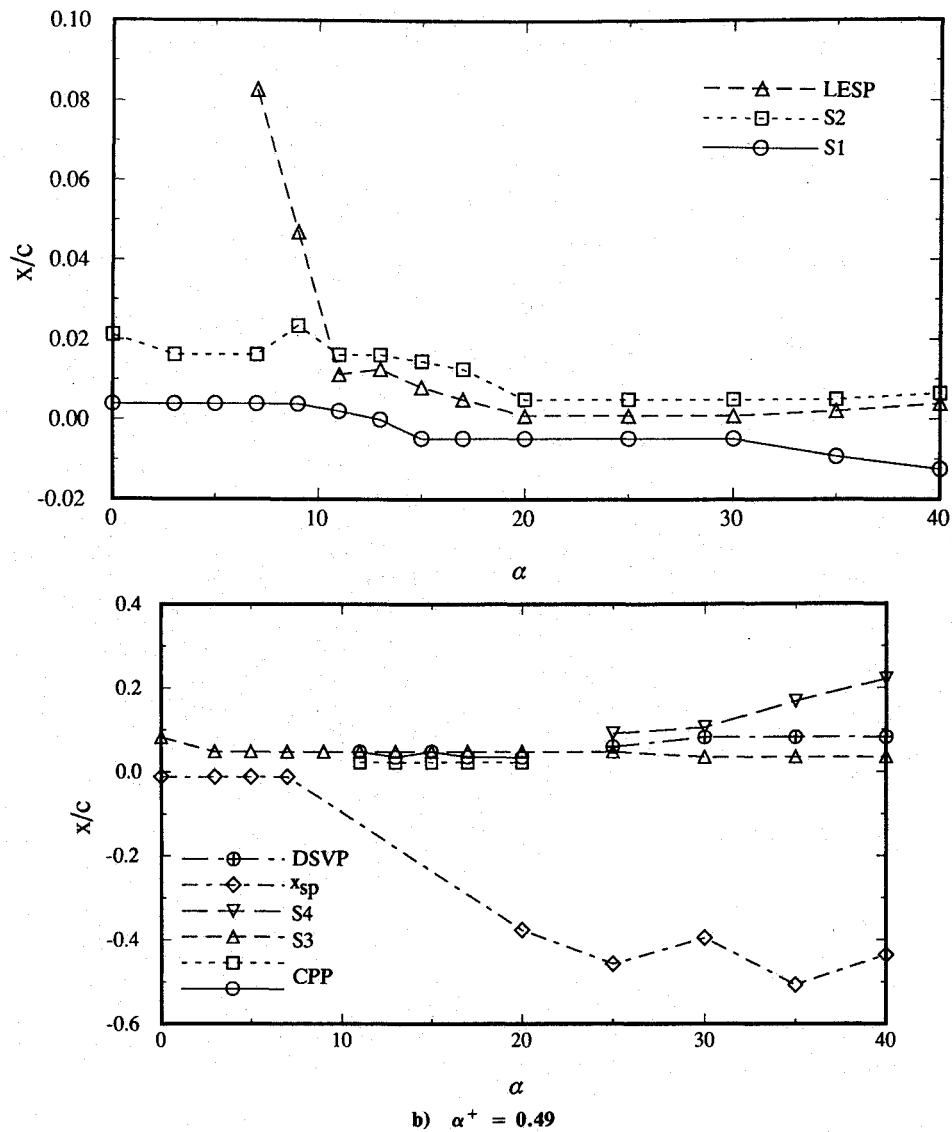 0.10
0.08
0.06
0.04
0.02
0.00
-0.02
x/c
LESP
S2
S1
0 10 20 30 40
α
0.4
0.2
0.0
-0.2
-0.4
-0.6
x/c
DSVP
xsp
S4
S3
CPP
0 10 20 30 40
α
b) α+ = 0.49